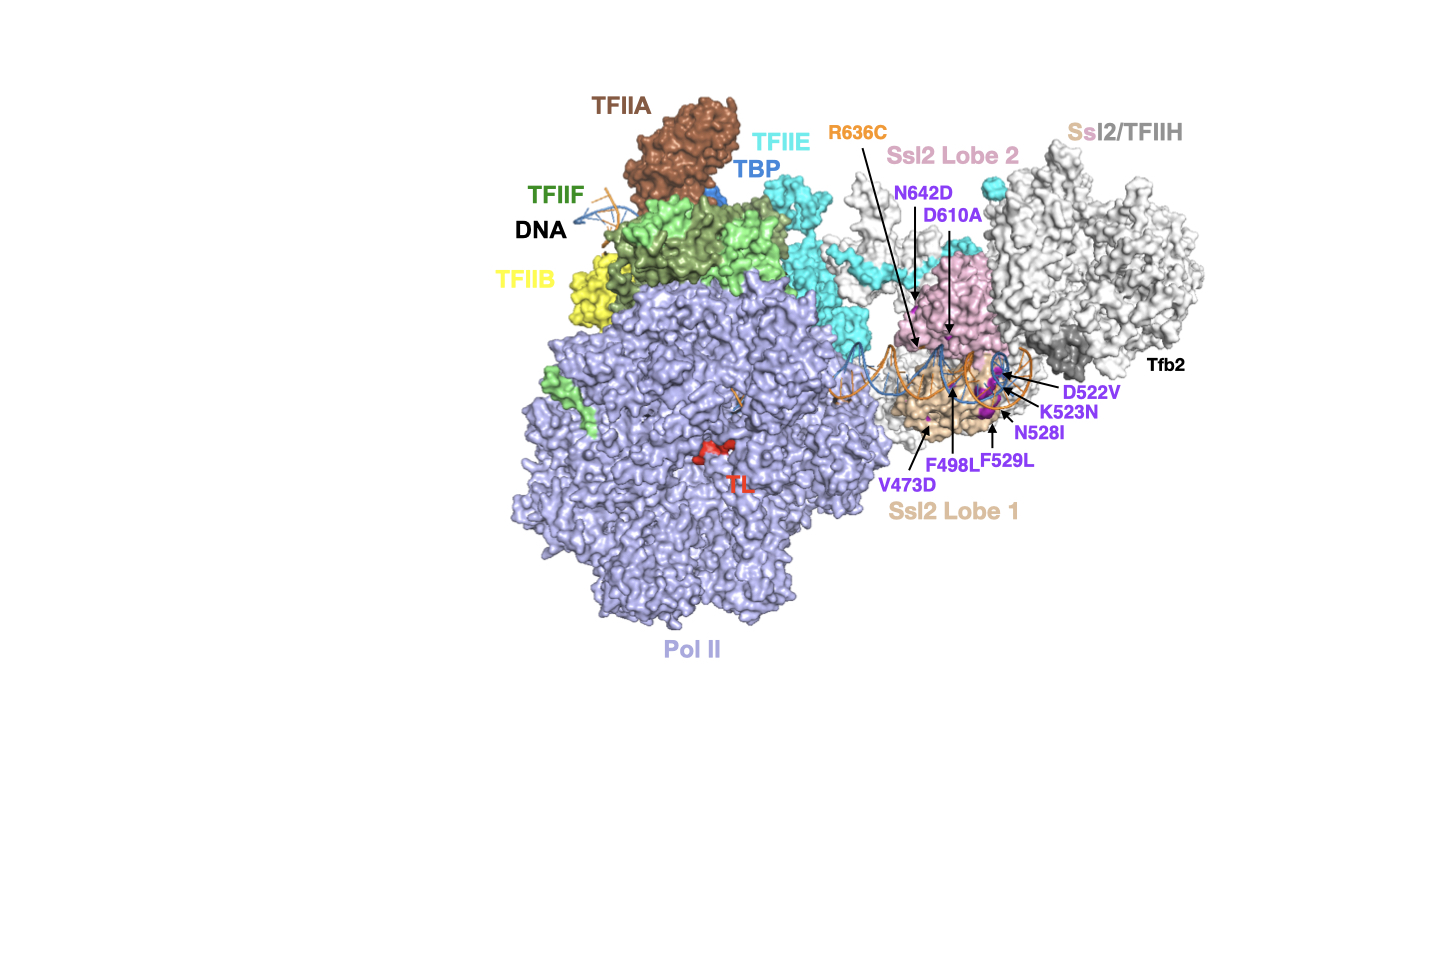 TFIIA
R636C
Ssl2/TFIIH
TFIIE
Ssl2 Lobe 2
TBP
TFIIF
N642D
D610A
DNA
TFIIB
Tfb2
D522V
K523N
N528I
F529L
F498L
V473D
TL
Ssl2 Lobe 1
Pol II